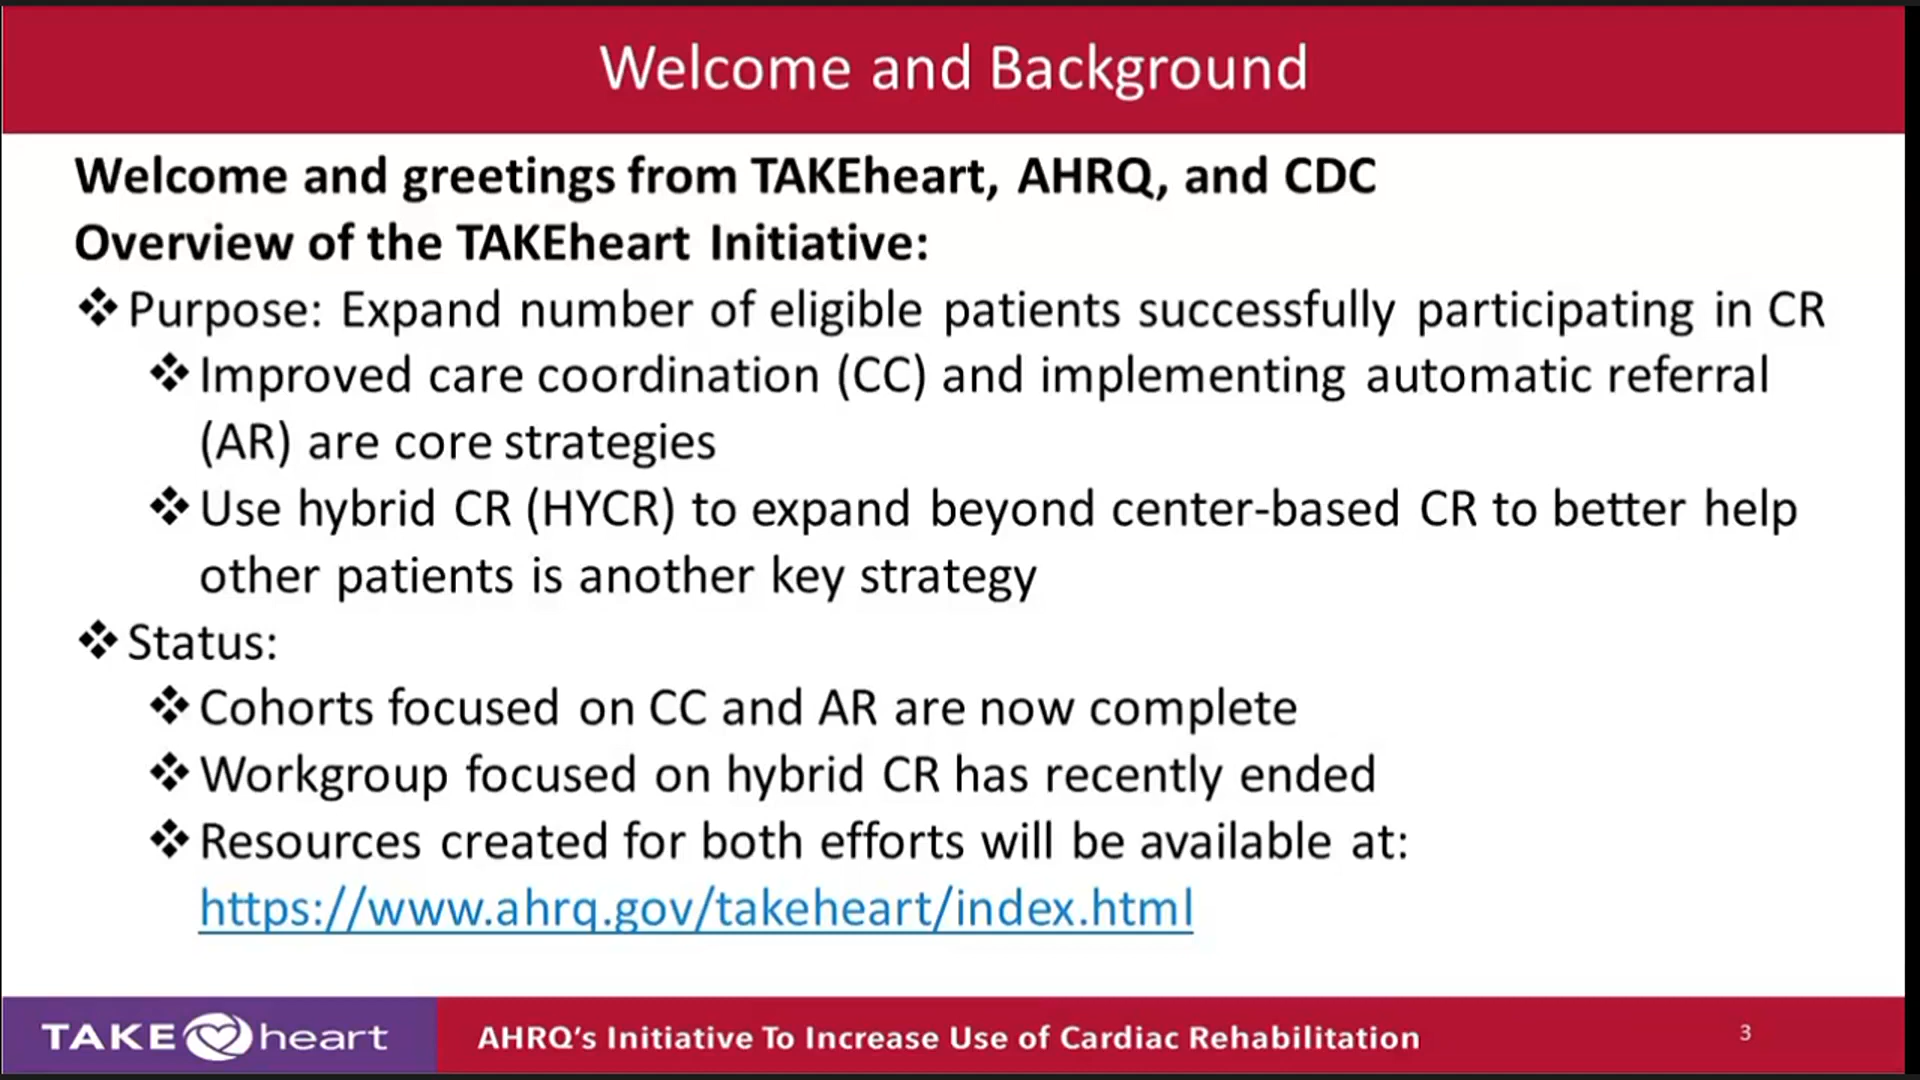 Welcome and Background
Welcome and greetings from TAKEheart, AHRQ, and CDC
Overview of the TAKEheart Initiative:
❖ Purpose: Expand number of eligible patients successfully participating in CR
❖ Improved care coordination (CC) and implementing automatic referral
(AR) are core strategies
❖ Use hybrid CR (HYCR) to expand beyond center-based CR to better help
other patients is another key strategy
❖ Status:
❖ Cohorts focused on CC and AR are now complete
❖ Workgroup focused on hybrid CR has recently ended
❖ Resources created for both efforts will be available at:
https://www.ahrq.gov/takeheart/index.html
TAKE heart
AHRQ's Initiative To Increase Use of Cardiac Rehabilitation
3